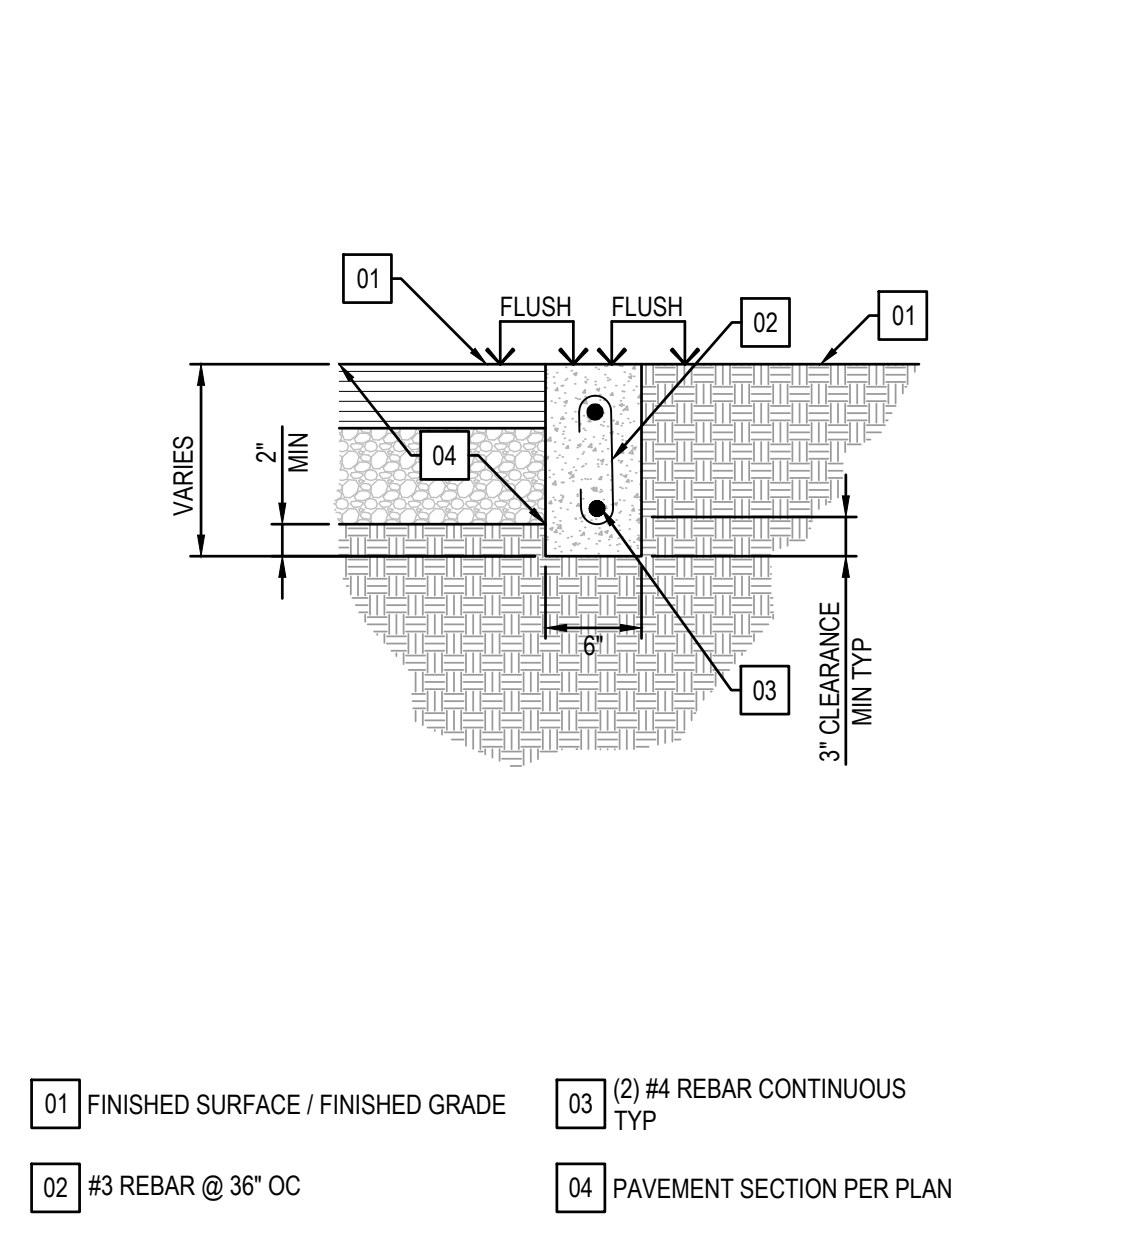 01
FLUSH
FLUSH
02
01
VARIES
2"
MIN
04
6"
03
3" CLEARANCE
MIN TYP
01 FINISHED SURFACE / FINISHED GRADE
02 #3 REBAR @ 36" OC
03 (2) #4 REBAR CONTINUOUS
TYP
04 PAVEMENT SECTION PER PLAN